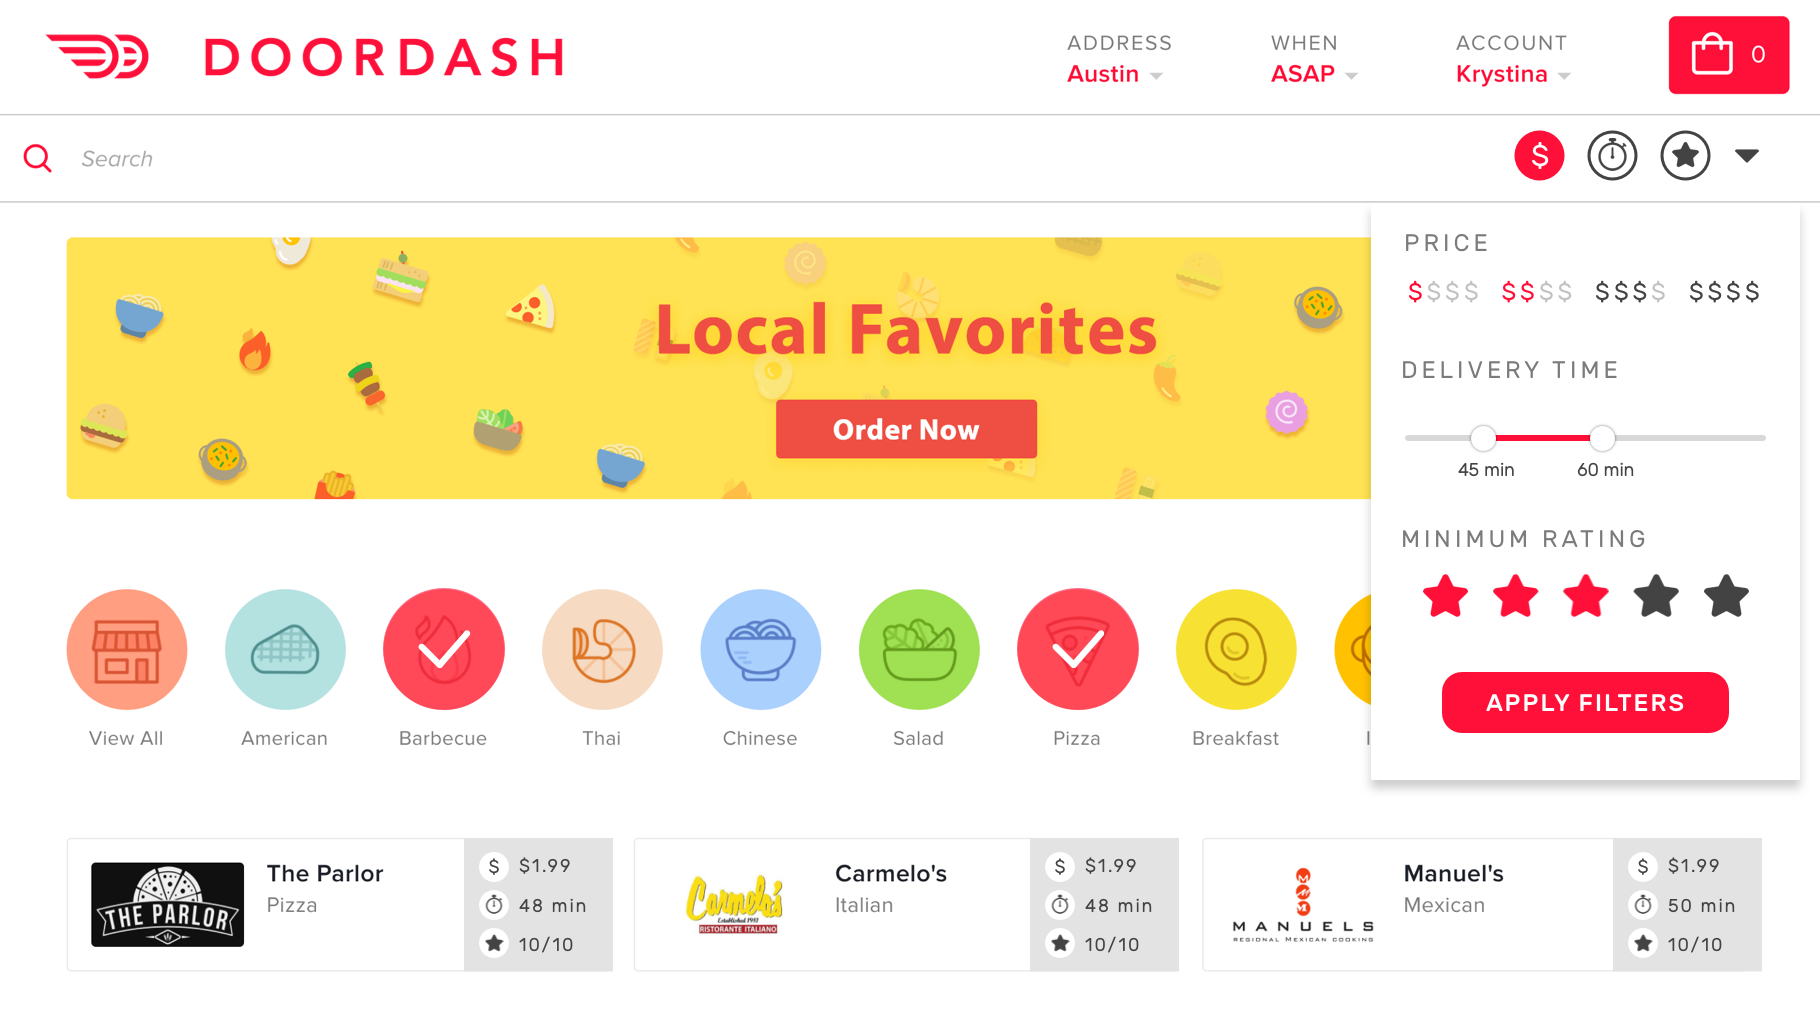 DOORDASH
ADDRESS
Austin
WHEN
ASAP
ACCOUNT
Krystina
0
Search
$
PRICE
$$$$ $$$$ $$$$ $$$$
DELIVERY TIME
45 min 60 min
MINIMUM RATING
APPLY FILTERS
Local Favorites
Order Now
View All
American
Barbecue
Thai
Chinese
Salad
Pizza
Breakfast
THE PARLOR
The Parlor
Pizza
$ $1.99
48 min
10/10
Carmelo's
Established 1985
RISTORANTE ITALIANO
Carmelo's
Italian
$ $1.99
48 min
10/10
MANUELS
REGIONAL MEXICAN COOKING
Manuel's
Mexican
$ $1.99
50 min
10/10